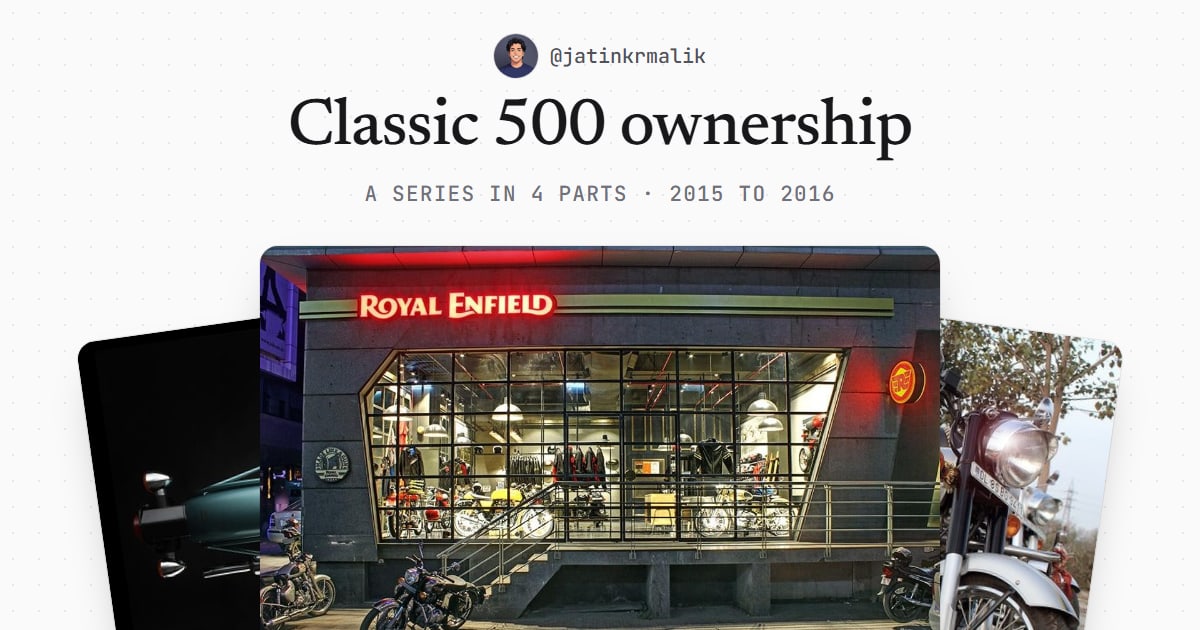 @jatinkrmalik
Classic 500 ownership
A SERIES IN 4 PARTS · 2015 TO 2016
ROYAL ENFIELD